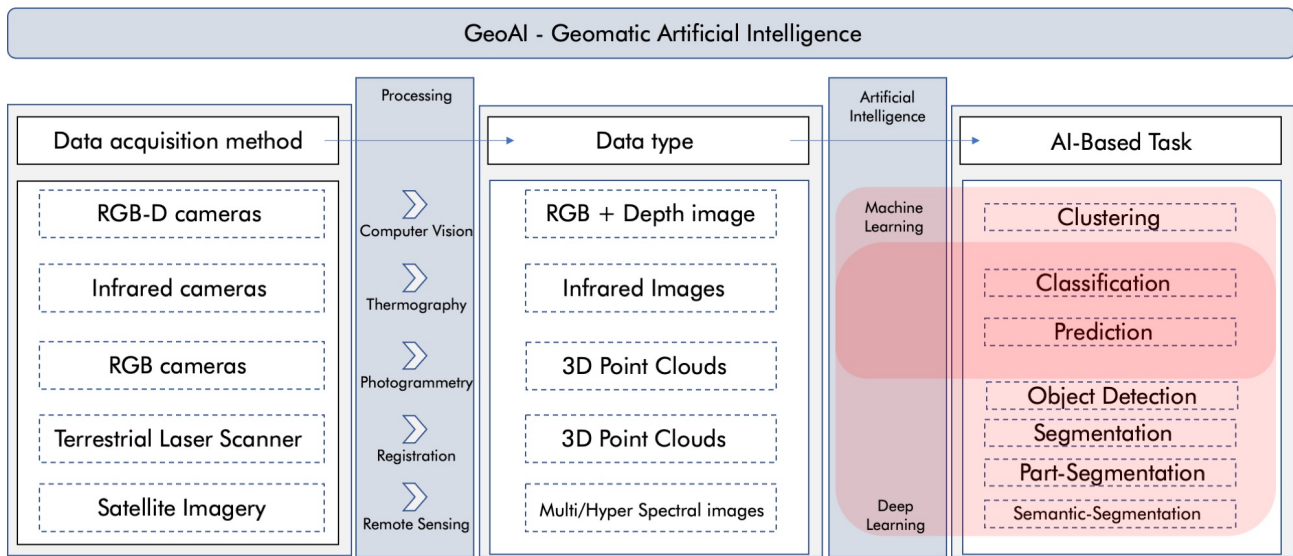 GeoAI - Geomatic Artificial Intelligence
Processing
Artificial
Intelligence
Data acquisition method
Data type
AI-Based Task
RGB-D cameras
Computer Vision
RGB + Depth image
Machine
Learning
Clustering
Infrared cameras
Thermography
Infrared Images
Classification
Prediction
RGB cameras
Photogrammetry
3D Point Clouds
Object Detection
Terrestrial Laser Scanner
Registration
3D Point Clouds
Segmentation
Part-Segmentation
Satellite Imagery
Remote Sensing
Multi/Hyper Spectral images
Deep
Learning
Semantic-Segmentation